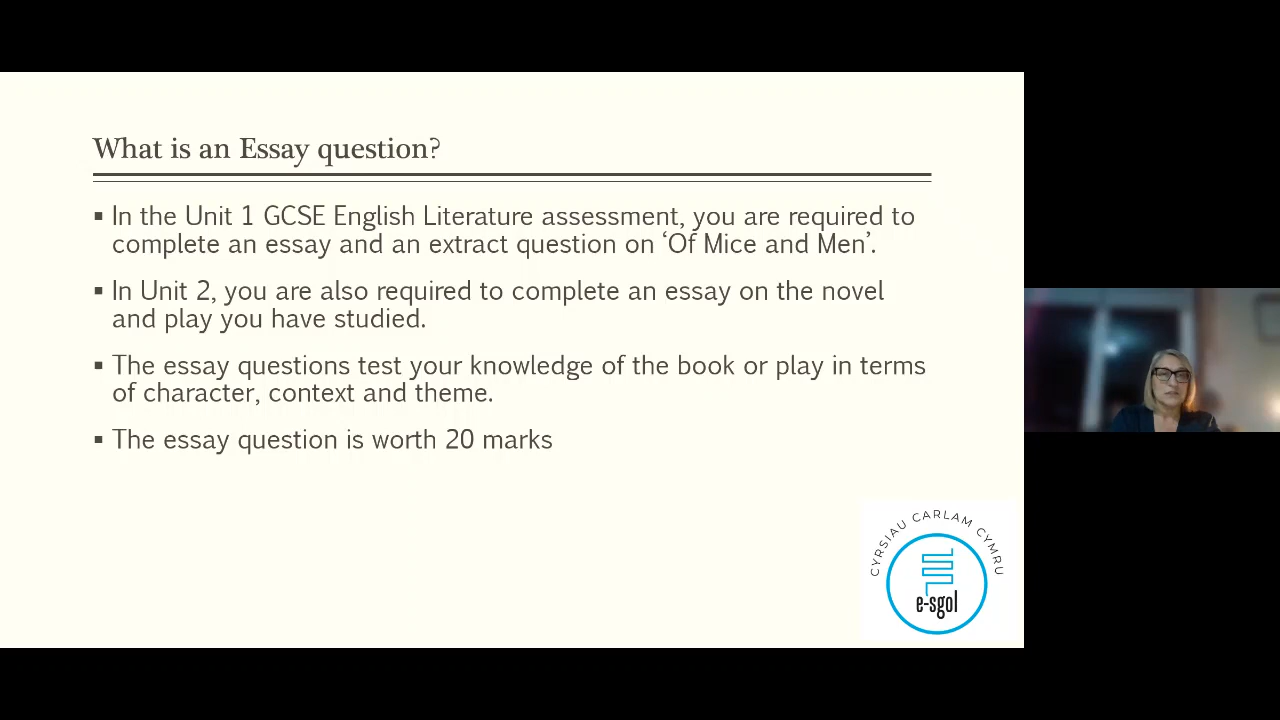 What is an Essay question?
▪ In the Unit 1 GCSE English Literature assessment, you are required to
complete an essay and an extract question on ‘Of Mice and Men’.
▪ In Unit 2, you are also required to complete an essay on the novel
and play you have studied.
▪ The essay questions test your knowledge of the book or play in terms
of character, context and theme.
▪ The essay question is worth 20 marks
CYRSIAU CARLAM CYMRU
e-sgol